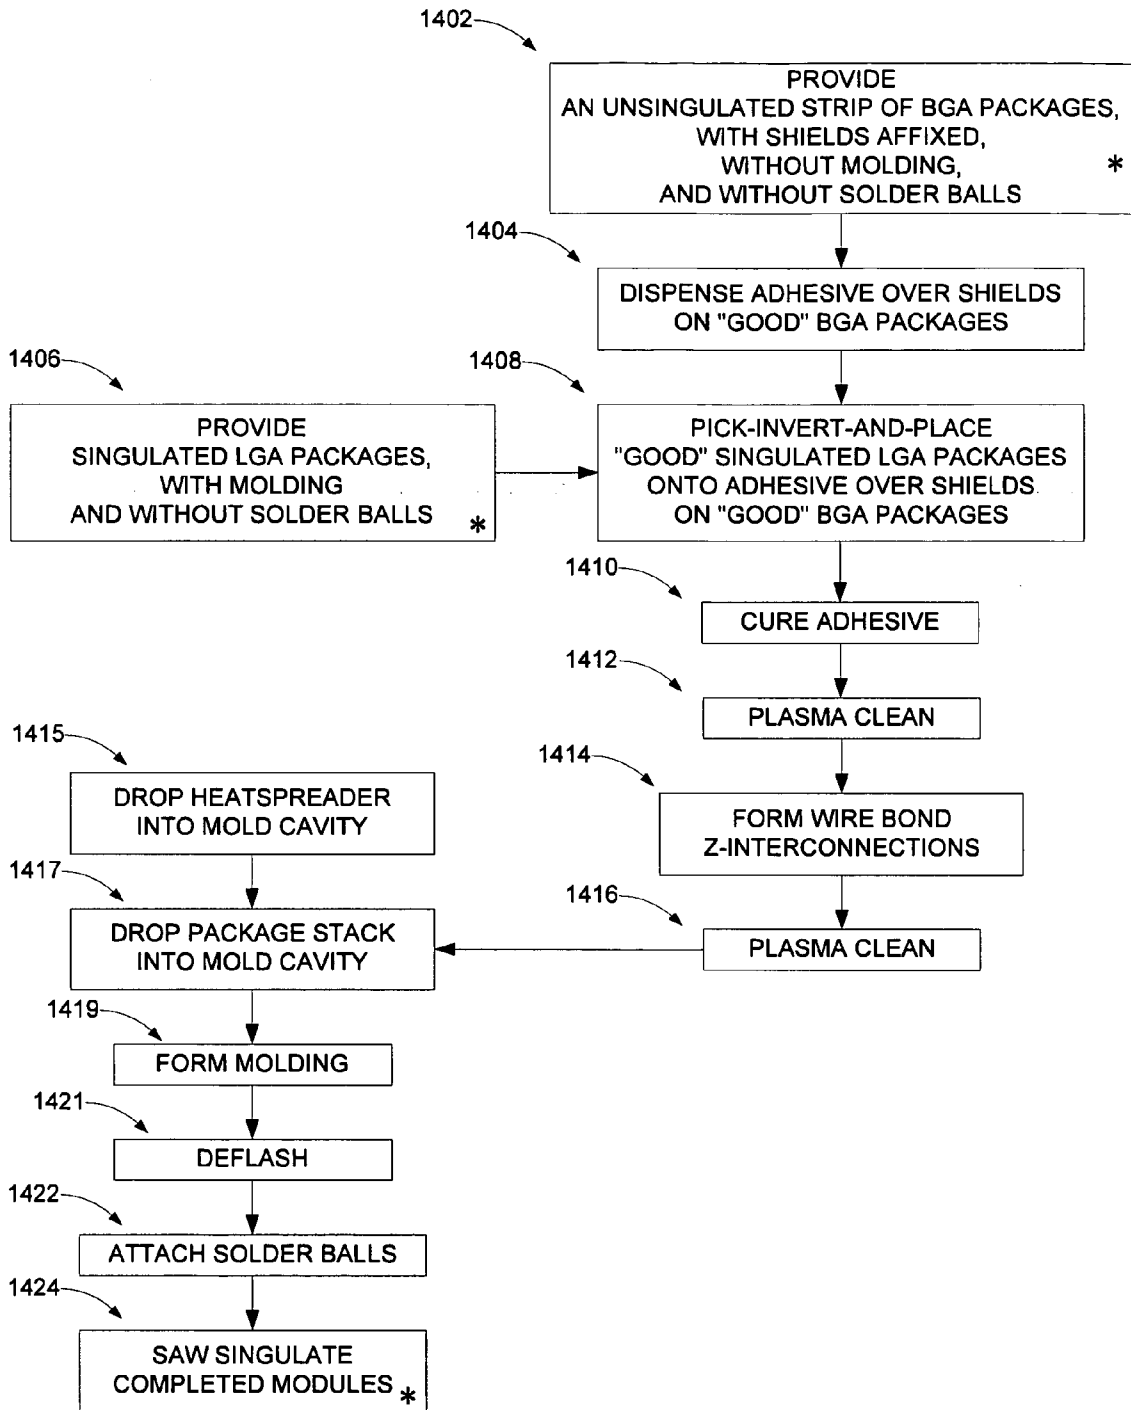 1402
PROVIDE
AN UNSINGULATED STRIP OF BGA PACKAGES,
WITH SHIELDS AFFIXED,
WITHOUT MOLDING,
AND WITHOUT SOLDER BALLS
*
1404
DISPENSE ADHESIVE OVER SHIELDS
ON "GOOD" BGA PACKAGES
1406
PROVIDE
SINGULATED LGA PACKAGES,
WITH MOLDING
AND WITHOUT SOLDER BALLS
*
1408
PICK-INVERT-AND-PLACE
"GOOD" SINGULATED LGA PACKAGES
ONTO ADHESIVE OVER SHIELDS
ON "GOOD" BGA PACKAGES
1410
CURE ADHESIVE
1412
PLASMA CLEAN
1414
FORM WIRE BOND
Z-INTERCONNECTIONS
1416
PLASMA CLEAN
1415
DROP HEATSPREADER
INTO MOLD CAVITY
1417
DROP PACKAGE STACK
INTO MOLD CAVITY
1419
FORM MOLDING
1421
DEFLASH
1422
ATTACH SOLDER BALLS
1424
SAW SINGULATE
COMPLETED MODULES
*